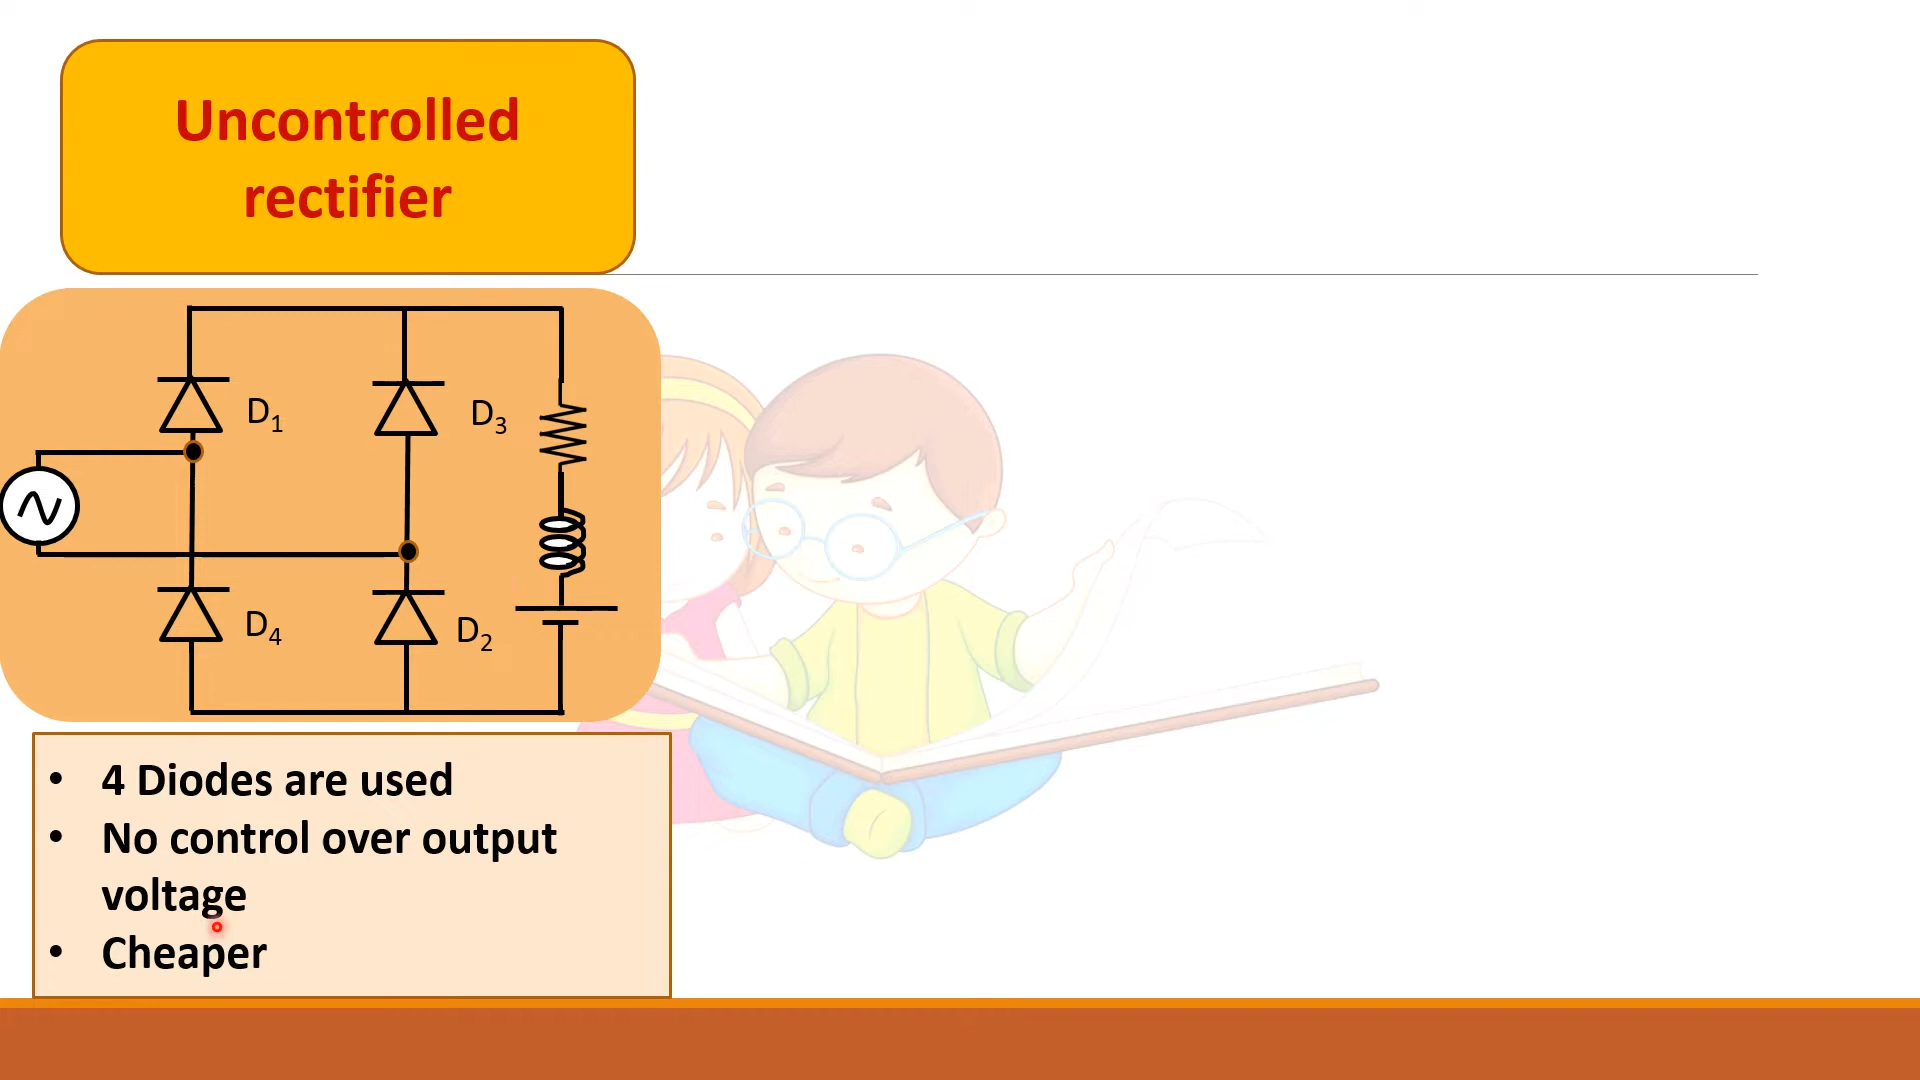 Uncontrolled
rectifier
D1
D3
D4
D2
• 4 Diodes are used
• No control over output
voltage
• Cheaper